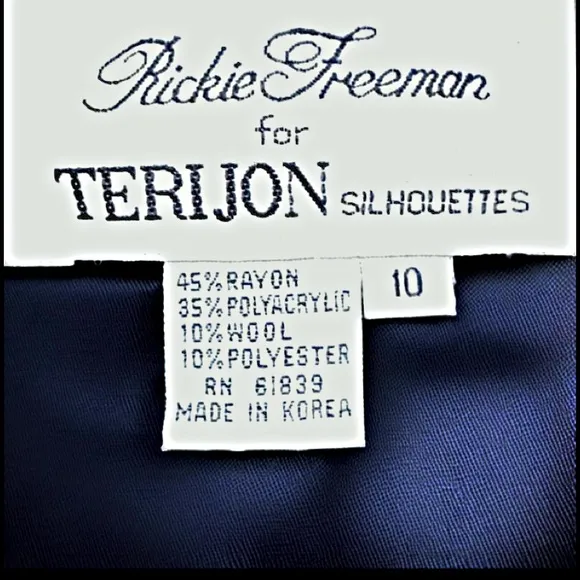 Rickie Freeman
for
TERIJON SILHOUETTES
45% RAYON
35% POLYACRYLIC
10% WOOL
10% POLYESTER
RN 61839
MADE IN KOREA
10